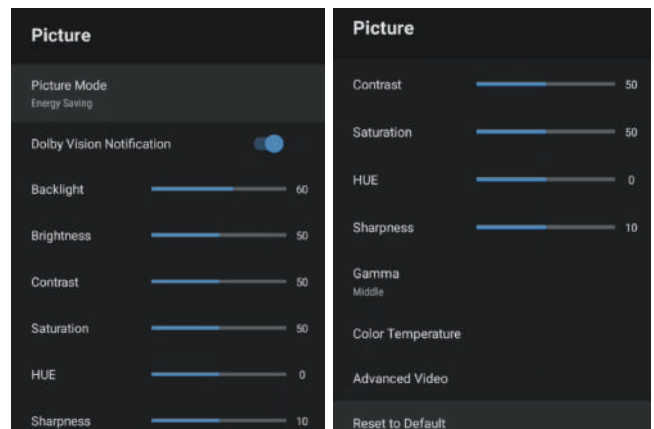 Picture
Picture Mode
Energy Saving
Dolby Vision Notification
Backlight 60
Brightness 50
Contrast 50
Saturation 50
HUE 0
Sharpness 10
Picture
Contrast 50
Saturation 50
HUE 0
Sharpness 10
Gamma
Middle
Color Temperature
Advanced Video
Reset to Default